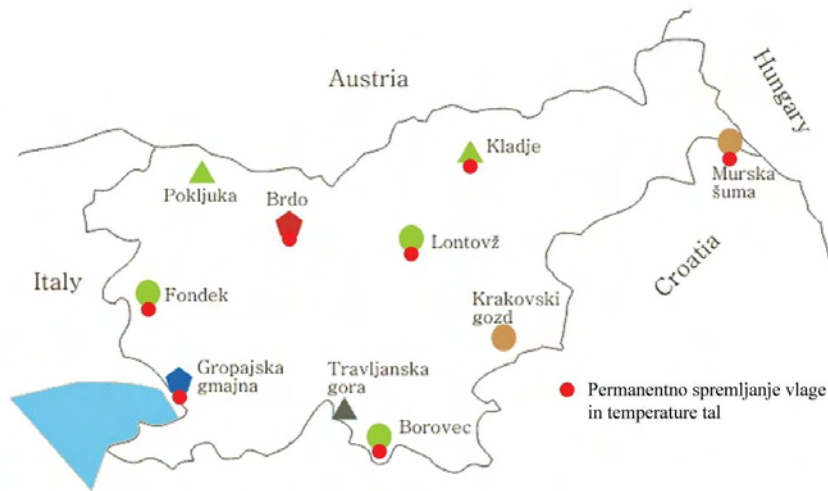 Austria
Hungary
Kladje
Murska
šuma
Pokljuka
Brdo
Lontovž
Croatia
Italy
Fondek
Krakovski
gozd
Gropajska
gmajna
Travljanska
gora
Borovec
Permanentno spremljanje vlage
in temperature tal